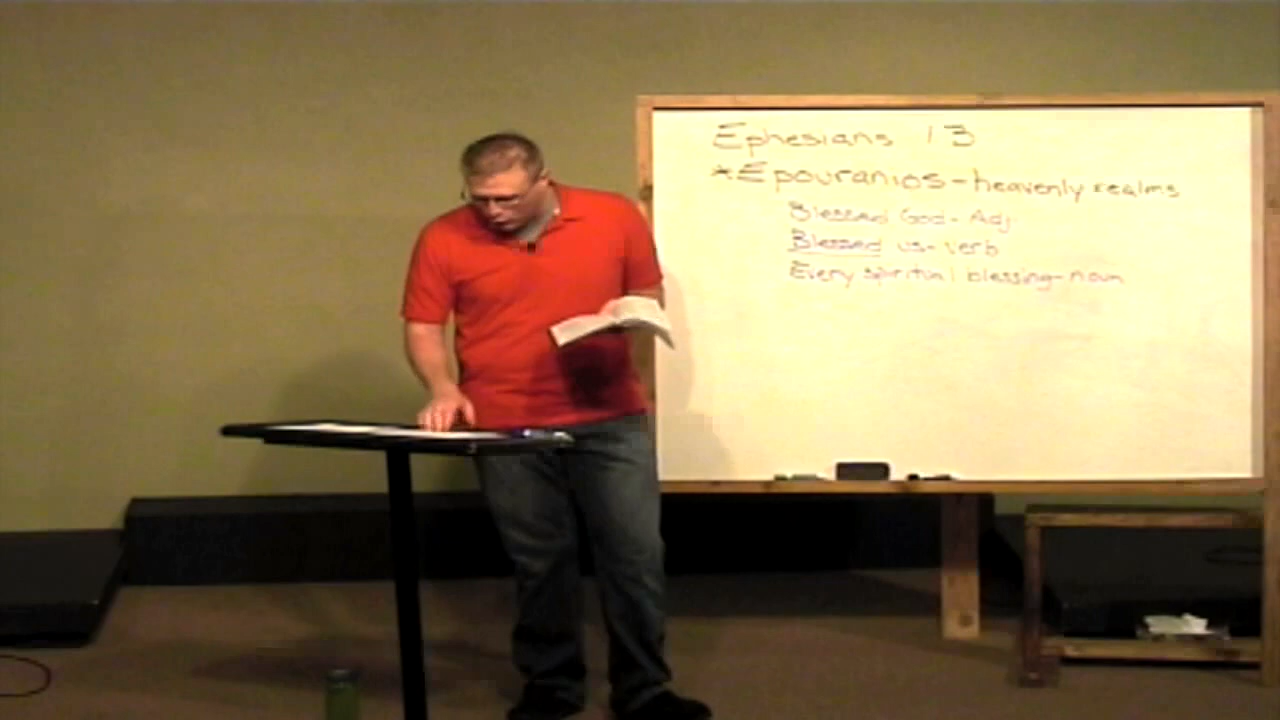 Ephesians 1 3
*Epouranios - heavenly realms
Blessed God - Adj.
Blessed us - verb
Every spiritual blessing - noun